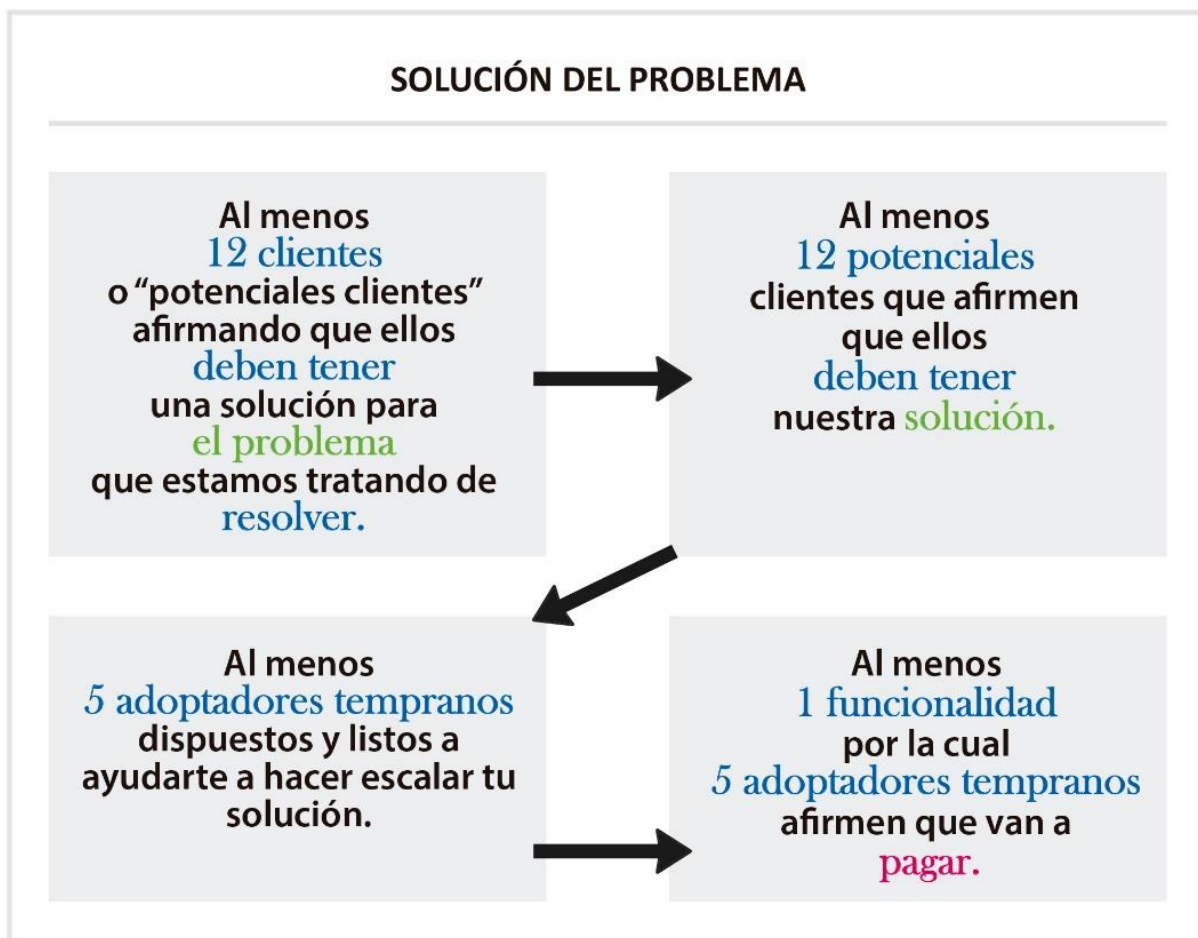 SOLUCIÓN DEL PROBLEMA
Al menos
12 clientes
o “potenciales clientes”
afirmando que ellos
deben tener
una solución para
el problema
que estamos tratando de
resolver.
Al menos
12 potenciales
clientes que afirmen
que ellos
deben tener
nuestra solución.
Al menos
5 adoptadores tempranos
dispuestos y listos a
ayudarte a hacer escalar tu
solución.
Al menos
1 funcionalidad
por la cual
5 adoptadores tempranos
afirmen que van a
pagar.